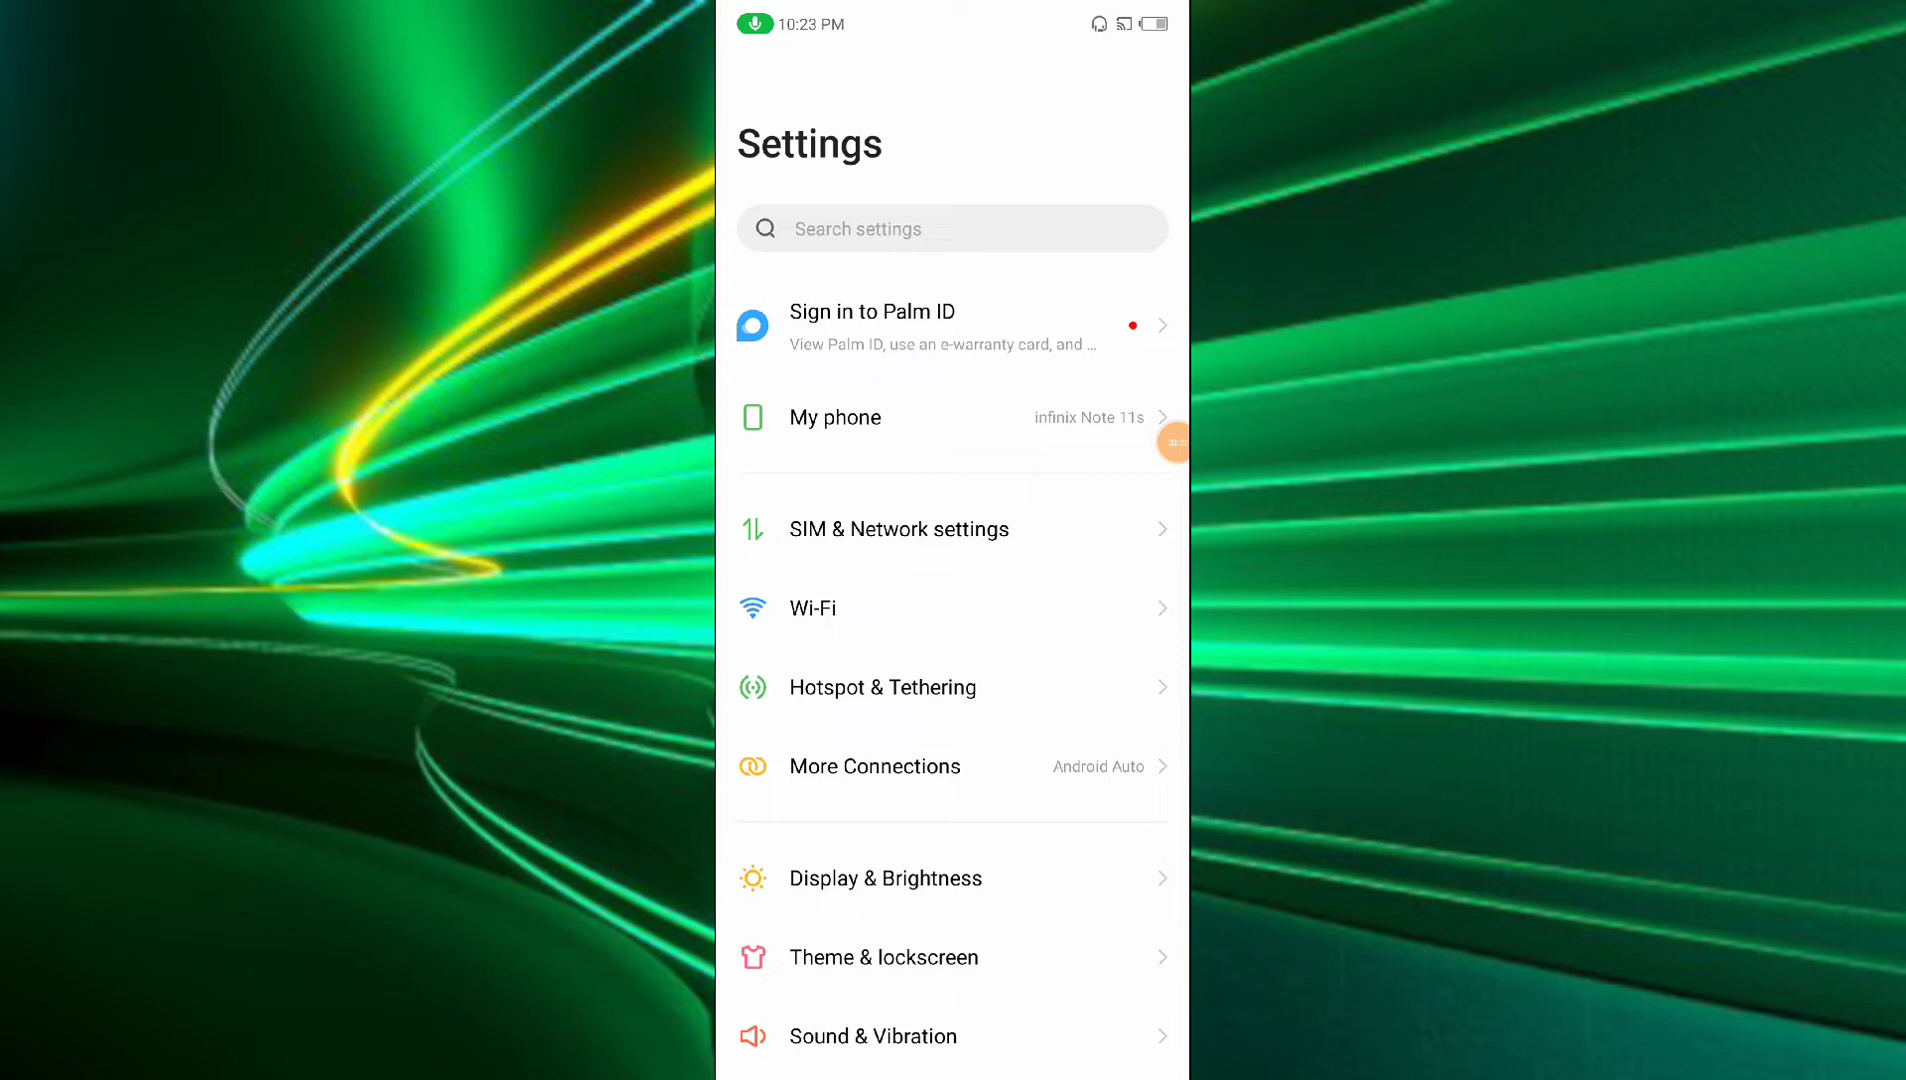 10:23 PM
Settings
Search settings
Sign in to Palm ID
View Palm ID, use an e-warranty card, and ...
My phone
infinix Note 11s
SIM & Network settings
Wi-Fi
Hotspot & Tethering
More Connections
Android Auto
Display & Brightness
Theme & lockscreen
Sound & Vibration